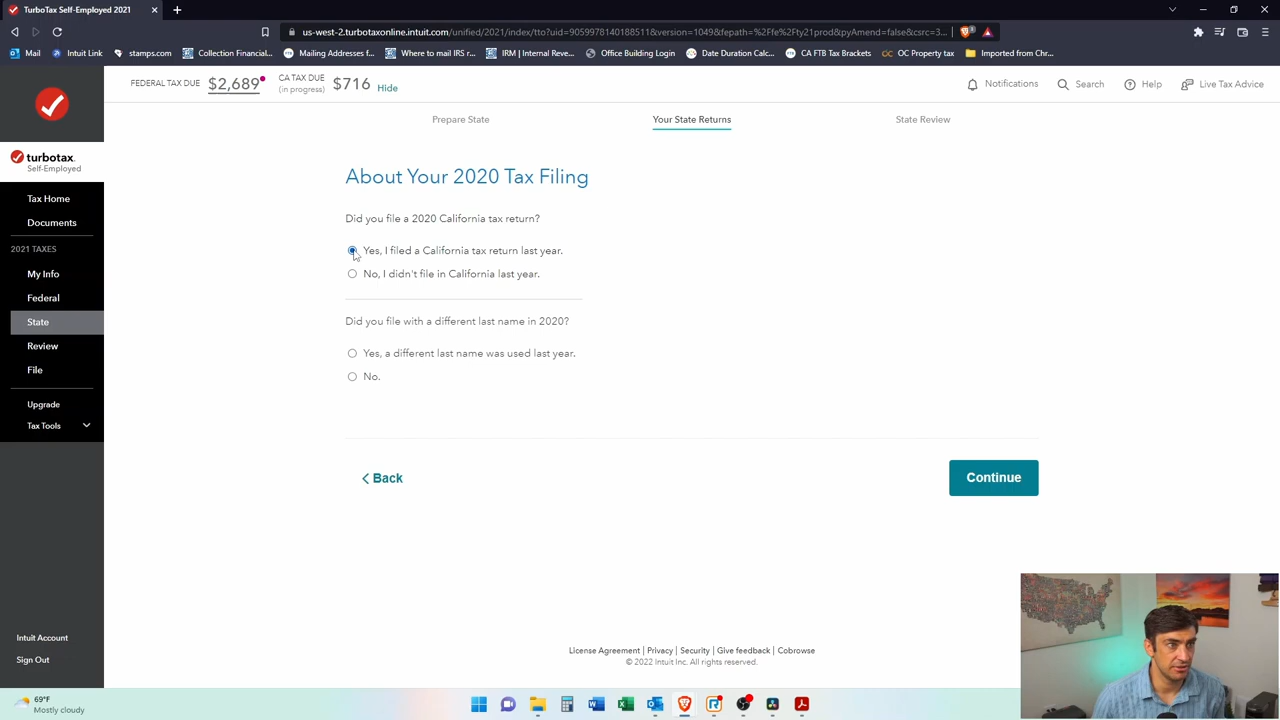 TurboTax Self-Employed 2021
us-west-2.turbotaxonline.intuit.com/unified/2021/inter/tto?uid=9059978140188511&version=1049&fepath=%2Ffe%2Fty21prod&pyAmend=false&csrc=3...
Mail
Intuit Link
stamps.com
Collection Financial...
Mailing Addresses f...
Where to mail IRS r...
IRM | Internal Reve...
Office Building Login
Date Duration Calc...
CA FTB Tax Brackets
OC Property tax
Imported from Chr...
FEDERAL TAX DUE $2,689
CA TAX DUE
(in progress)
$716 Hide
Notifications
Search
Help
Live Tax Advice
turbotax
Self-Employed
Tax Home
Documents
2021 TAXES
My Info
Federal
State
Review
File
Upgrade
Tax Tools
Intuit Account
Sign Out
Prepare State
Your State Returns
State Review
About Your 2020 Tax Filing
Did you file a 2020 California tax return?
Yes, I filed a California tax return last year.
No, I didn't file in California last year.
Did you file with a different last name in 2020?
Yes, a different last name was used last year.
No.
Back
Continue
License Agreement | Privacy | Security | Give feedback | Cobrowse
© 2022 Intuit Inc. All rights reserved.
69°F
Mostly cloudy